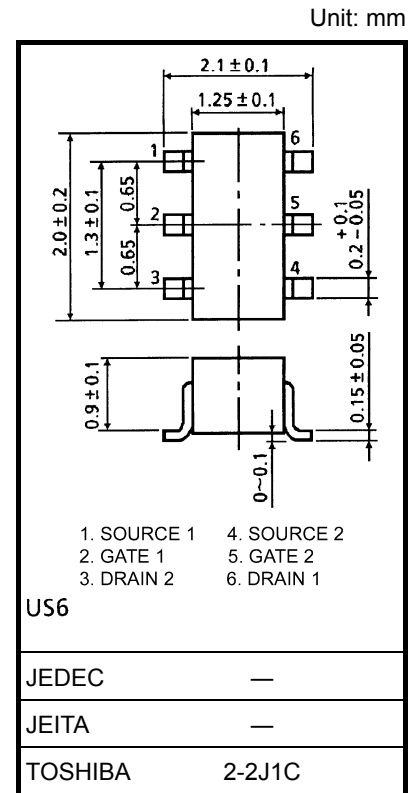 Unit: mm
2.1±0.1
1.25±0.1
1
6
2
5
3
4
2.0±0.2
1.3±0.1
0.65
0.65
+0.1
0.2-0.05
0.9±0.1
0.15±0.05
0~0.1
1. SOURCE 1 4. SOURCE 2
2. GATE 1 5. GATE 2
3. DRAIN 2 6. DRAIN 1
US6
JEDEC —
JEITA —
TOSHIBA 2-2J1C